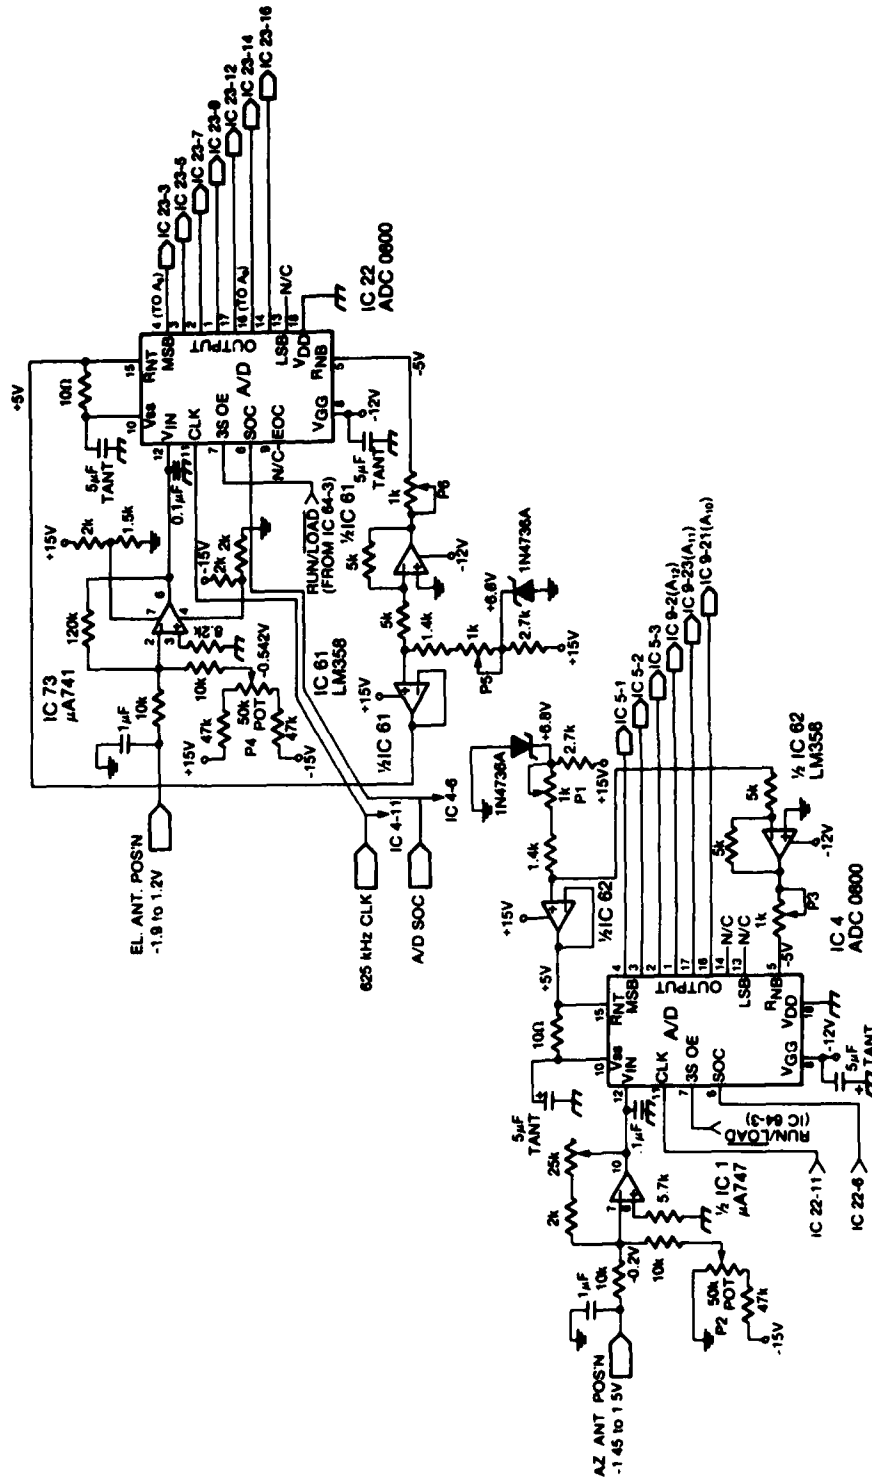 EL. ANT. POS'N
-1.9 to 1.2V
1µF
10k
IC 73
µA741
120k
2
3
7
6
4
8.2K
10k
+15V
47k
P4
50k
POT
-0.542V
47k
-15V
+15V
2k
1.5k
-15V
2k
2k
0.1µF
5µF
TANT
10Ω
+5V
10
VSS
15
RNT
12
VIN
11
CLK
7
3S OE
6
SOC
9
N/C
EOC
A/D
MSB
OUTPUT
LSB
VDD
RNB
VGG
4 (TO A9)
3
2
1
17
16 (TO A3)
14
13
N/C
18
5
8
IC 23-3
IC 23-5
IC 23-7
IC 23-9
IC 23-12
IC 23-14
IC 23-16
IC 22
ADC 0800
-12V
5µF
TANT
-5V
RUN/LOAD
(FROM IC 64-3)
½IC 61
1k
P6
5k
-12V
5k
IC 61
LM358
1.4k
1k
P5
+6.8V
1N4736A
2.7k
+15V
+15V
½IC 61
625 kHz CLK
IC 4-11
A/D SOC
IC 4-6
AZ ANT POS'N
-1 45 to 1 5V
1µF
10k
-0.2V
10k
P2
50k
POT
47k
-15V
2k
25k
7
6
10
5.7k
½ IC 1
µA747
.1µF
5µF
TANT
10Ω
+5V
10
VSS
15
RNT
12
VIN
11
CLK
7
3S OE
6
SOC
A/D
MSB
OUTPUT
LSB
RNB
VDD
VGG
4
3
2
1
17
16
14
N/C
13
N/C
5
-5V
18
8
-12V
5µF
TANT
RUN/LOAD
(IC 64-3)
IC 22-11
IC 22-6
+15V
½IC 62
1.4k
1k
P1
1N4736A
+6.8V
2.7k
+15V
IC 5-1
IC 5-2
IC 5-3
IC 9-2(A12)
IC 9-23(A11)
IC 9-21(A10)
½ IC 62
LM358
5k
5k
-12V
1k
P3
IC 4
ADC 0800